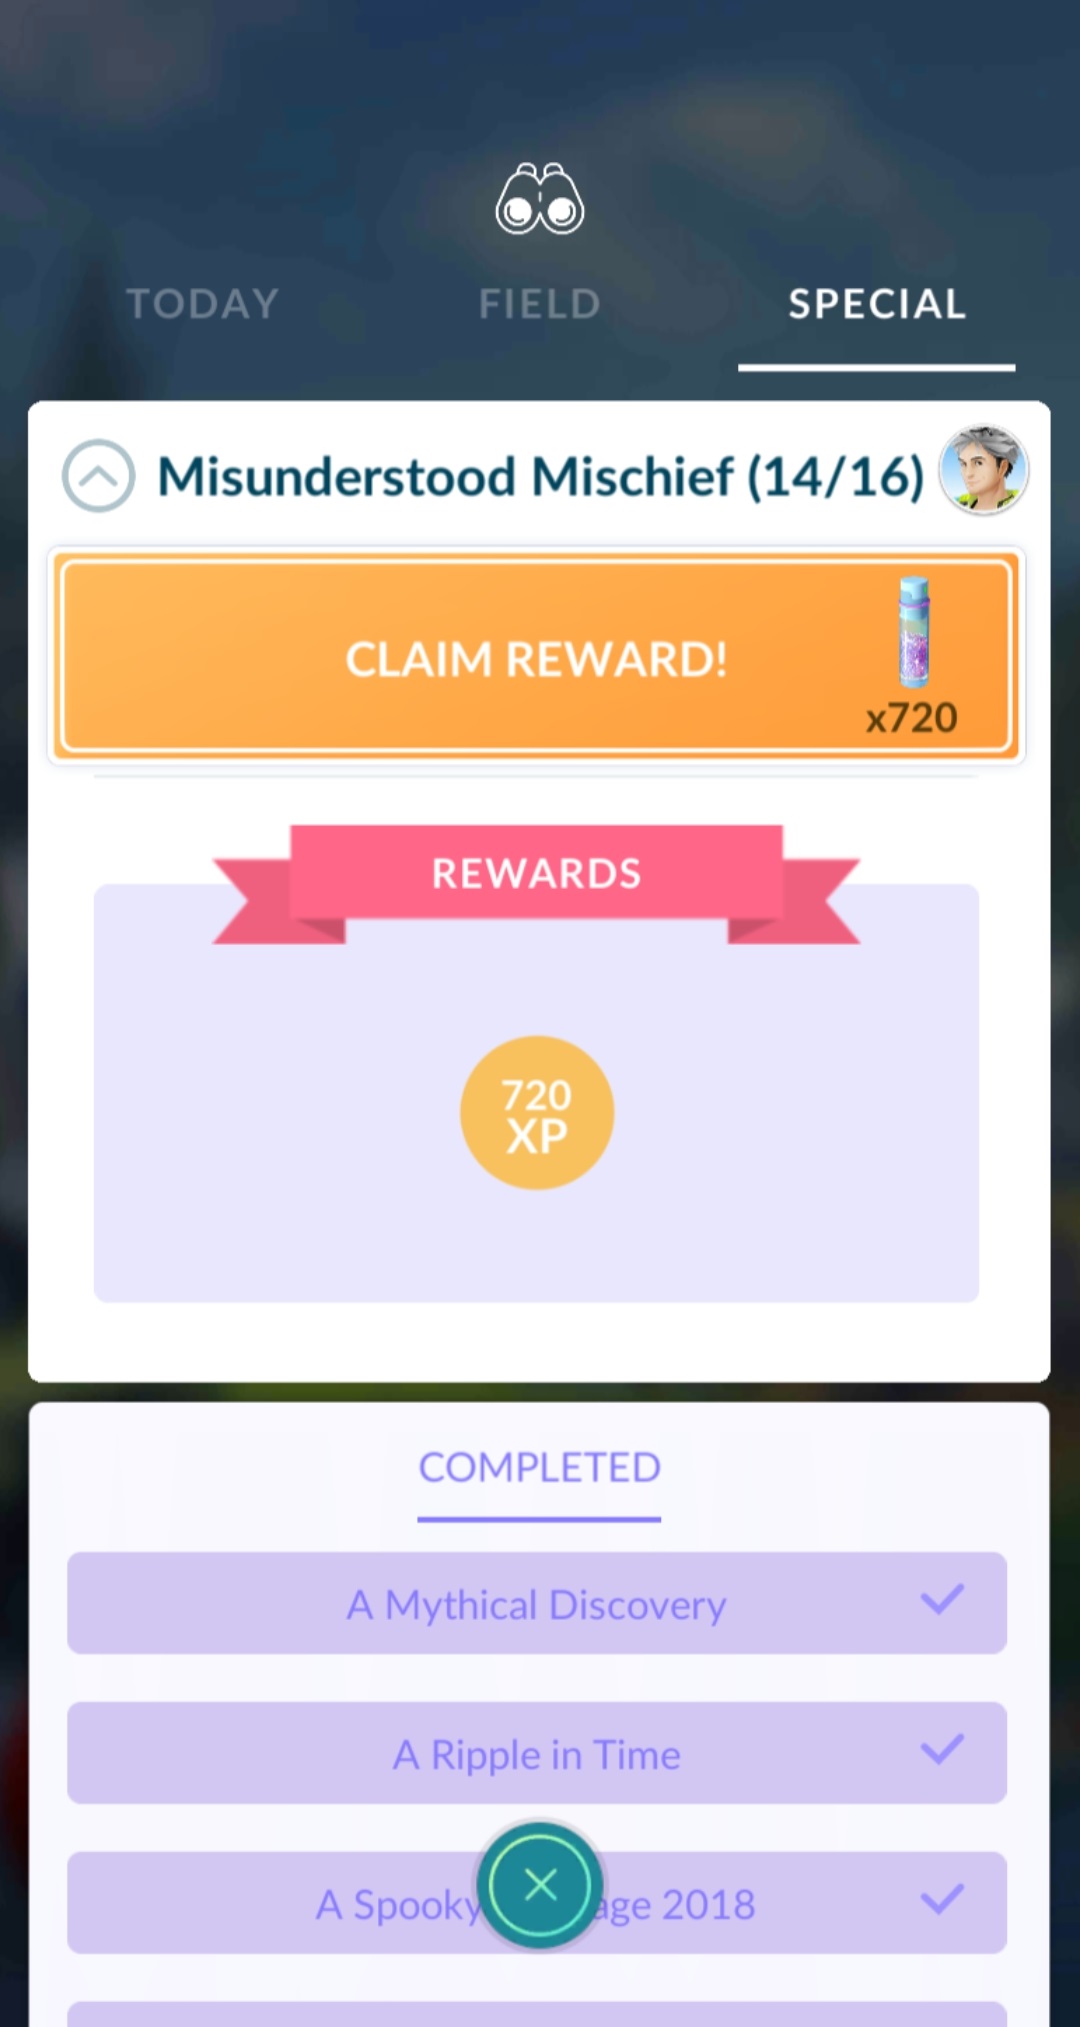 TODAY
FIELD
SPECIAL
Misunderstood Mischief (14/16)
CLAIM REWARD!
x720
REWARDS
720
XP
COMPLETED
A Mythical Discovery
A Ripple in Time
A Spooky age 2018